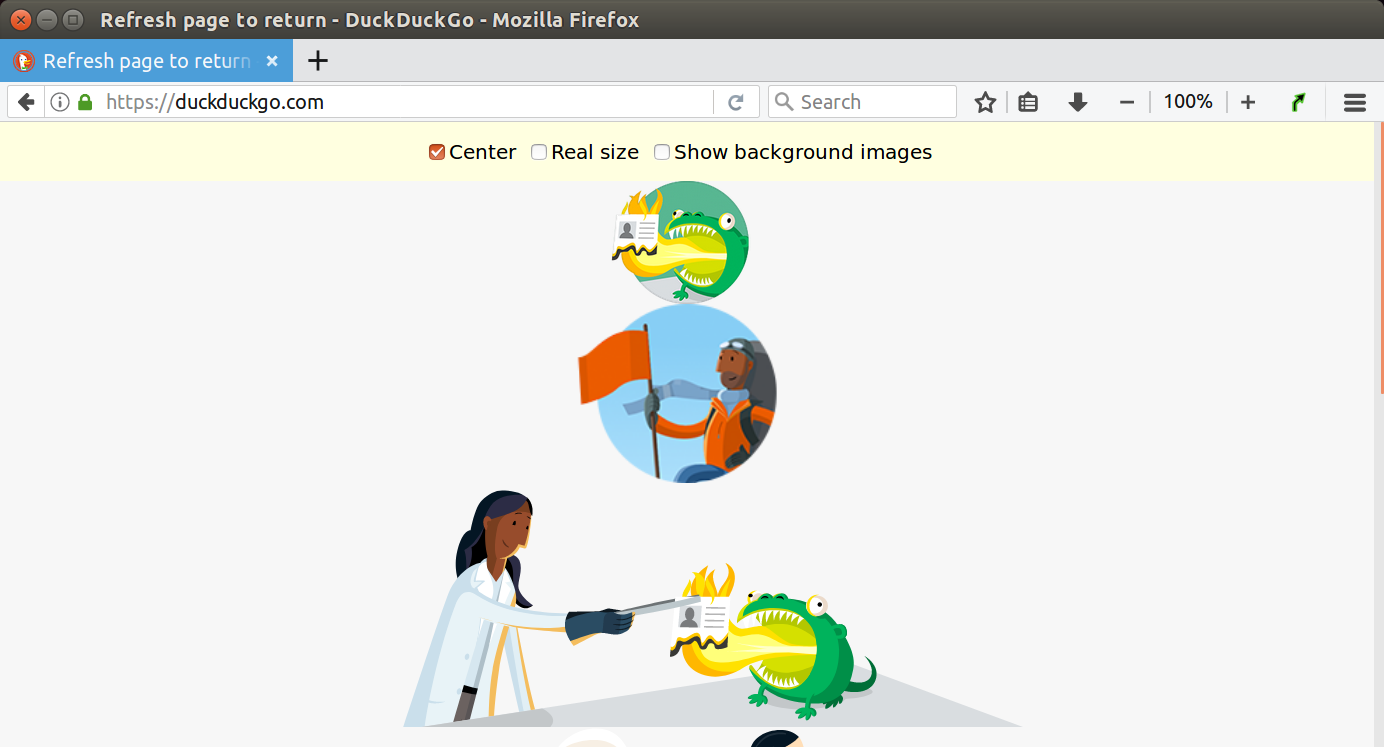 Refresh page to return - DuckDuckGo - Mozilla Firefox
Refresh page to return
https://duckduckgo.com
Search
100%
Center Real size Show background images